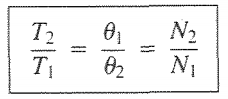 T₂/T₁ = θ₁/θ₂ = N₂/N₁